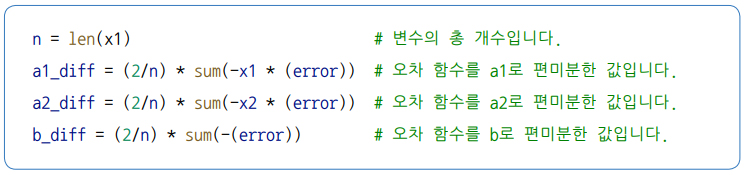 n = len(x1) # 변수의 총 개수입니다.
a1_diff = (2/n) * sum(-x1 * (error)) # 오차 함수를 a1로 편미분한 값입니다.
a2_diff = (2/n) * sum(-x2 * (error)) # 오차 함수를 a2로 편미분한 값입니다.
b_diff = (2/n) * sum(-(error)) # 오차 함수를 b로 편미분한 값입니다.